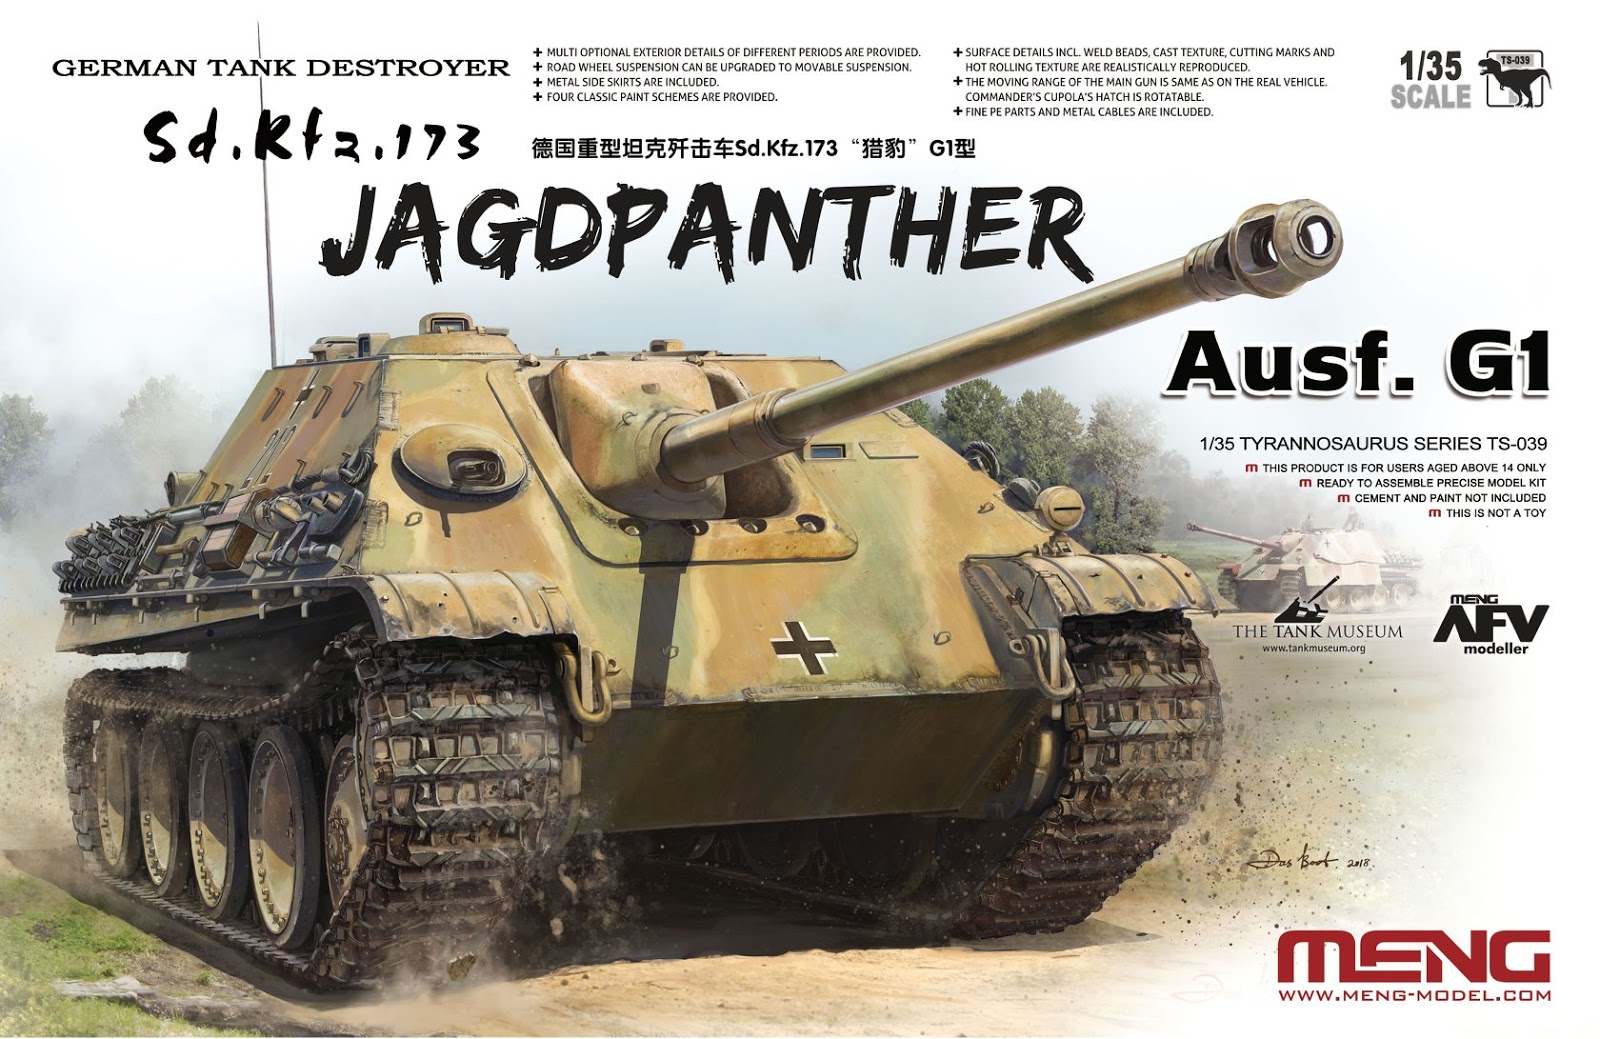 GERMAN TANK DESTROYER
Sd.Kfz.173
JAGDPANTHER
德国重型坦克歼击车Sd.Kfz.173“猎豹”G1型
+ MULTI OPTIONAL EXTERIOR DETAILS OF DIFFERENT PERIODS ARE PROVIDED.
+ ROAD WHEEL SUSPENSION CAN BE UPGRADED TO MOVABLE SUSPENSION.
+ METAL SIDE SKIRTS ARE INCLUDED.
+ FOUR CLASSIC PAINT SCHEMES ARE PROVIDED.
+ SURFACE DETAILS INCL. WELD BEADS, CAST TEXTURE, CUTTING MARKS AND
HOT ROLLING TEXTURE ARE REALISTICALLY REPRODUCED.
+ THE MOVING RANGE OF THE MAIN GUN IS SAME AS ON THE REAL VEHICLE.
COMMANDER'S CUPOLA'S HATCH IS ROTATABLE.
+ FINE PE PARTS AND METAL CABLES ARE INCLUDED.
1/35
SCALE
TS-039
Ausf. G1
1/35 TYRANNOSAURUS SERIES TS-039
m THIS PRODUCT IS FOR USERS AGED ABOVE 14 ONLY
m READY TO ASSEMBLE PRECISE MODEL KIT
m CEMENT AND PAINT NOT INCLUDED
m THIS IS NOT A TOY
THE TANK MUSEUM
www.tankmuseum.org
MENG
AFV
modeller
Das Boot 2018.
MENG
WWW.MENG-MODEL.COM